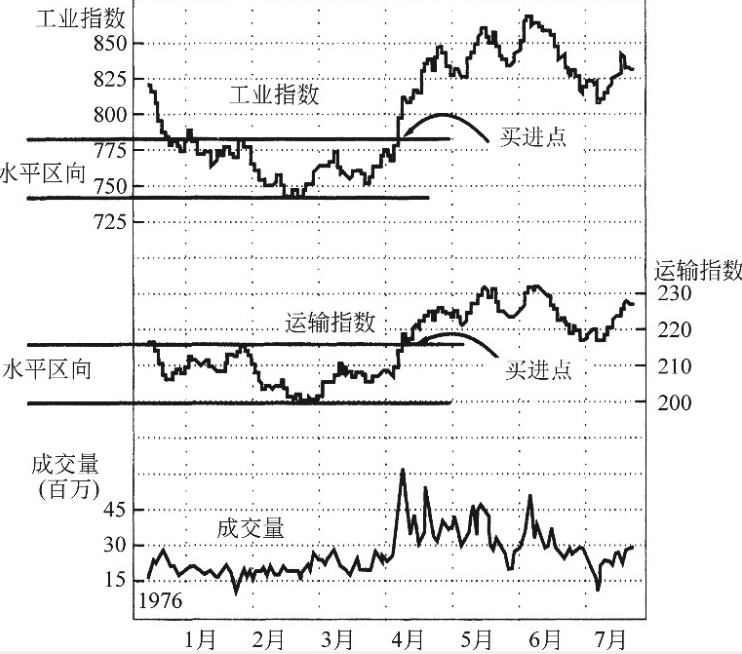 工业指数
850
825
800
775
750
725
工业指数
买进点
水平区向
运输指数
230
220
210
200
运输指数
买进点
水平区向
成交量
(百万)
45
30
15
成交量
1976
1月 2月 3月 4月 5月 6月 7月